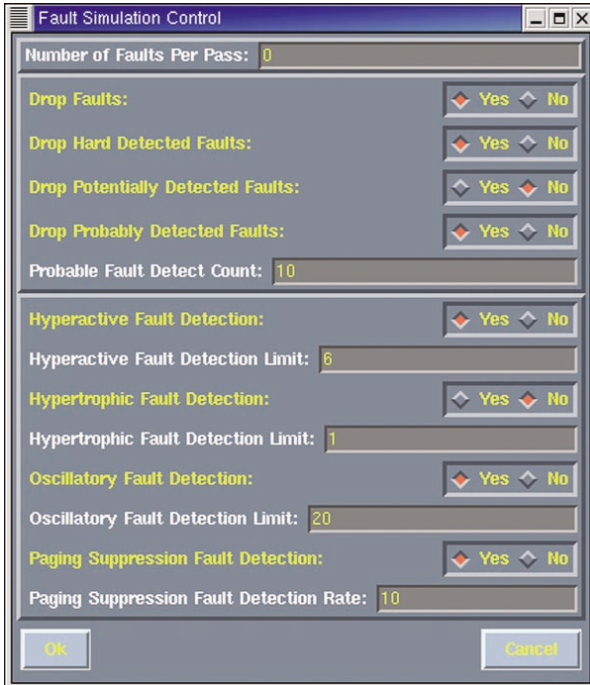 Fault Simulation Control
Number of Faults Per Pass: 0
Drop Faults: Yes No
Drop Hard Detected Faults: Yes No
Drop Potentially Detected Faults: Yes No
Drop Probably Detected Faults: Yes No
Probable Fault Detect Count: 10
Hyperactive Fault Detection: Yes No
Hyperactive Fault Detection Limit: 6
Hypertrophic Fault Detection: Yes No
Hypertrophic Fault Detection Limit: 1
Oscillatory Fault Detection: Yes No
Oscillatory Fault Detection Limit: 20
Paging Suppression Fault Detection: Yes No
Paging Suppression Fault Detection Rate: 10
Ok Cancel